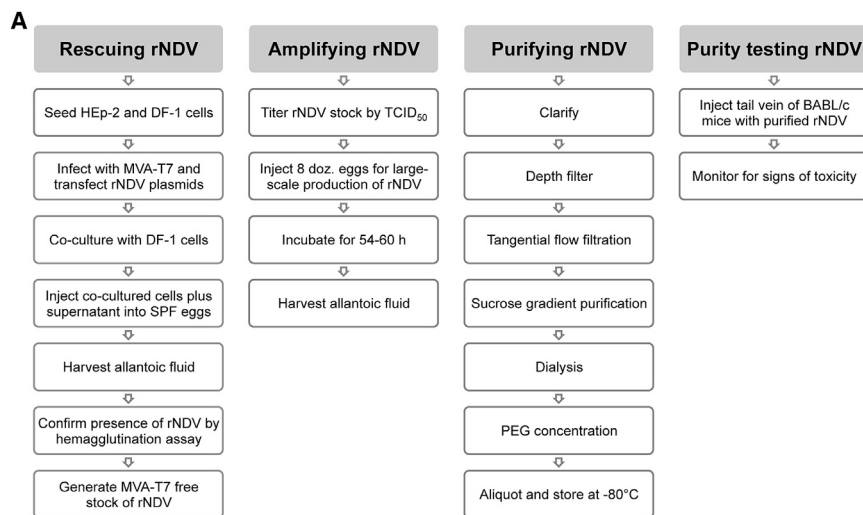 A
Rescuing rNDV
Seed HEp-2 and DF-1 cells
Infect with MVA-T7 and
transfect rNDV plasmids
Co-culture with DF-1 cells
Inject co-cultured cells plus
supernatant into SPF eggs
Harvest allantoic fluid
Confirm presence of rNDV by
hemagglutination assay
Generate MVA-T7 free
stock of rNDV
Amplifying rNDV
Titer rNDV stock by TCID50
Inject 8 doz. eggs for large-
scale production of rNDV
Incubate for 54-60 h
Harvest allantoic fluid
Purifying rNDV
Clarify
Depth filter
Tangential flow filtration
Sucrose gradient purification
Dialysis
PEG concentration
Aliquot and store at -80°C
Purity testing rNDV
Inject tail vein of BABL/c
mice with purified rNDV
Monitor for signs of toxicity